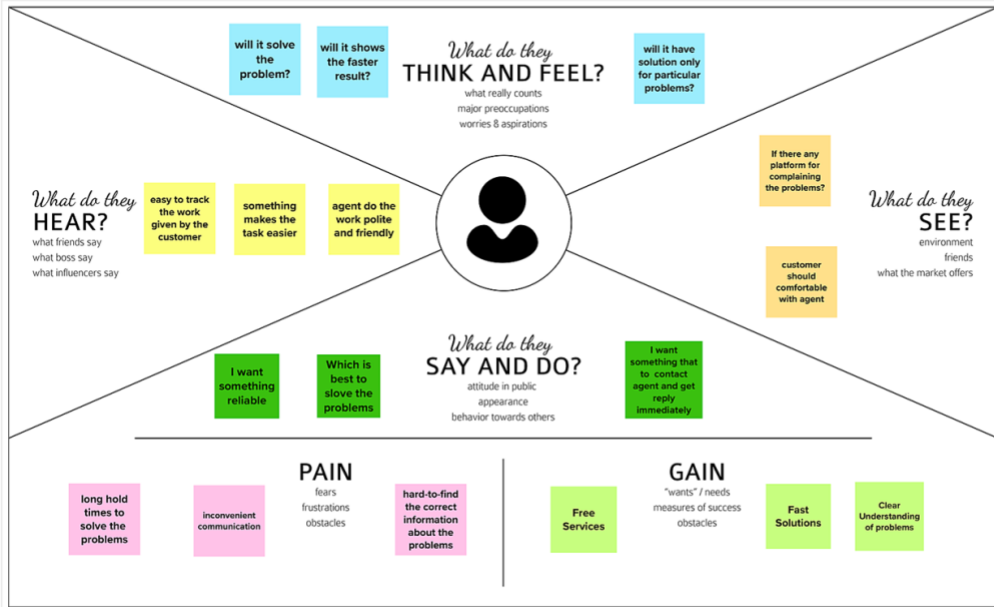 will it solve
the
problem?
will it shows
the faster
result?
What do they
THINK AND FEEL?
what really counts
major preoccupations
worries & aspirations
will it have
solution only
for particular
problems?
What do they
HEAR?
what friends say
what boss say
what influencers say
easy to track
the work
given by the
customer
something
makes the
task easier
agent do the
work polite
and friendly
If there any
platform for
complaining
the problems?
customer
should
comfortable
with agent
What do they
SEE?
environment
friends
what the market offers
What do they
SAY AND DO?
attitude in public
appearance
behavior towards others
I want
something
reliable
Which is
best to
slove the
problems
I want
something that
to contact
agent and get
reply
immediately
PAIN
fears
frustrations
obstacles
long hold
times to
solve the
problems
inconvenient
communication
hard-to-find
the correct
information
about the
problems
GAIN
"wants" / needs
measures of success
obstacles
Free
Services
Fast
Solutions
Clear
Understanding
of problems